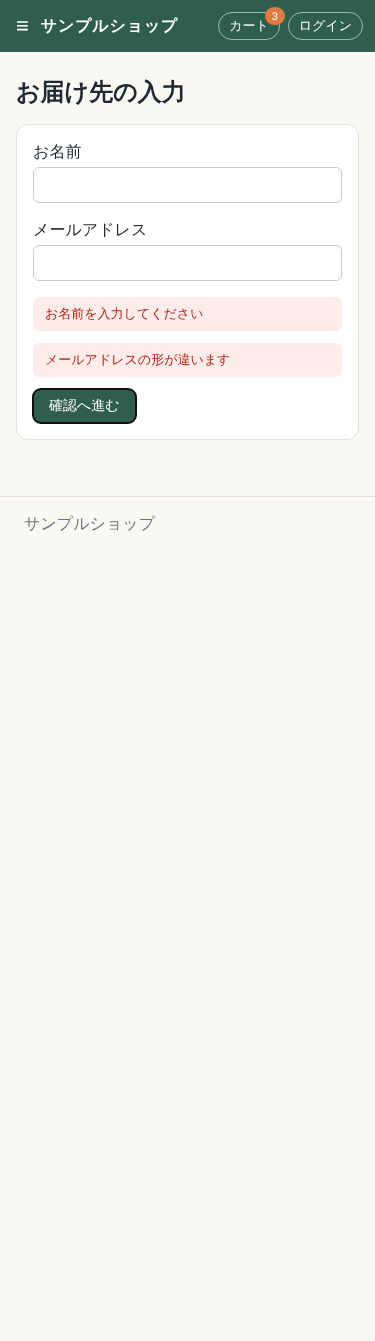 ≡ サンプルショップ カート 3 ログイン
お届け先の入力
お名前
メールアドレス
お名前を入力してください
メールアドレスの形が違います
確認へ進む
サンプルショップ